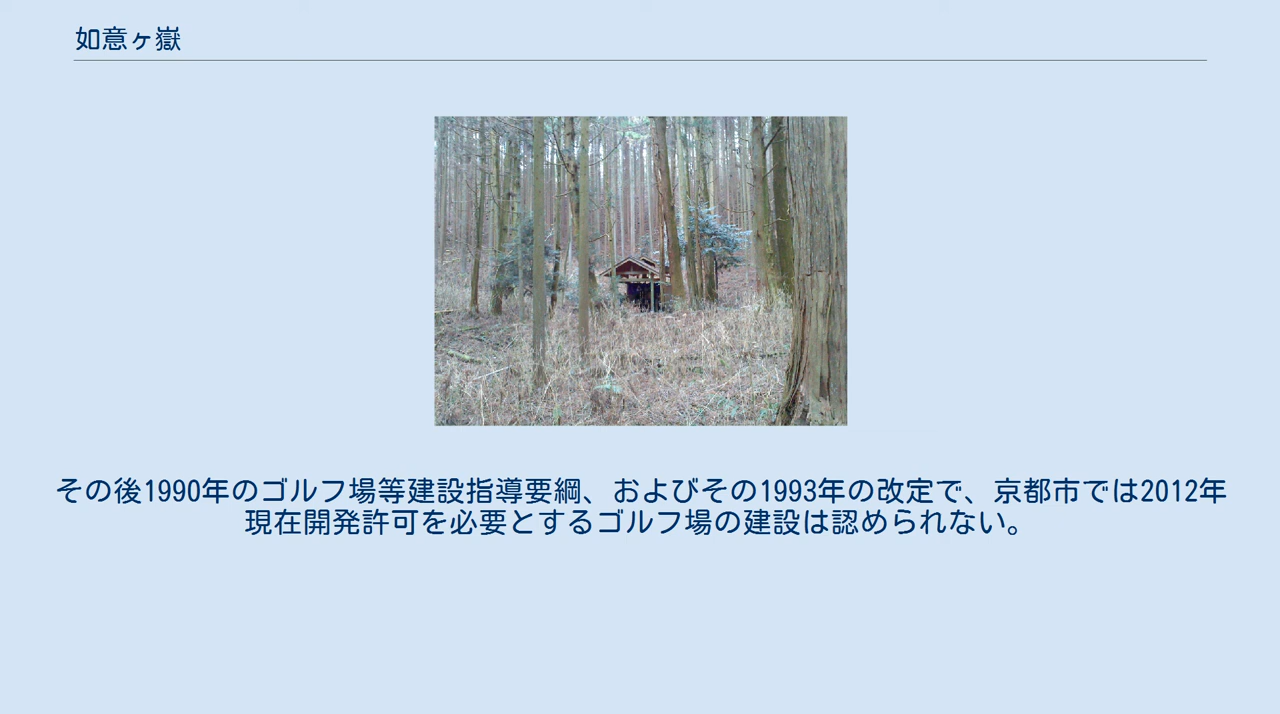 如意ヶ嶽
その後1990年のゴルフ場等建設指導要綱、およびその1993年の改定で、京都市では2012年
現在開発許可を必要とするゴルフ場の建設は認められない。